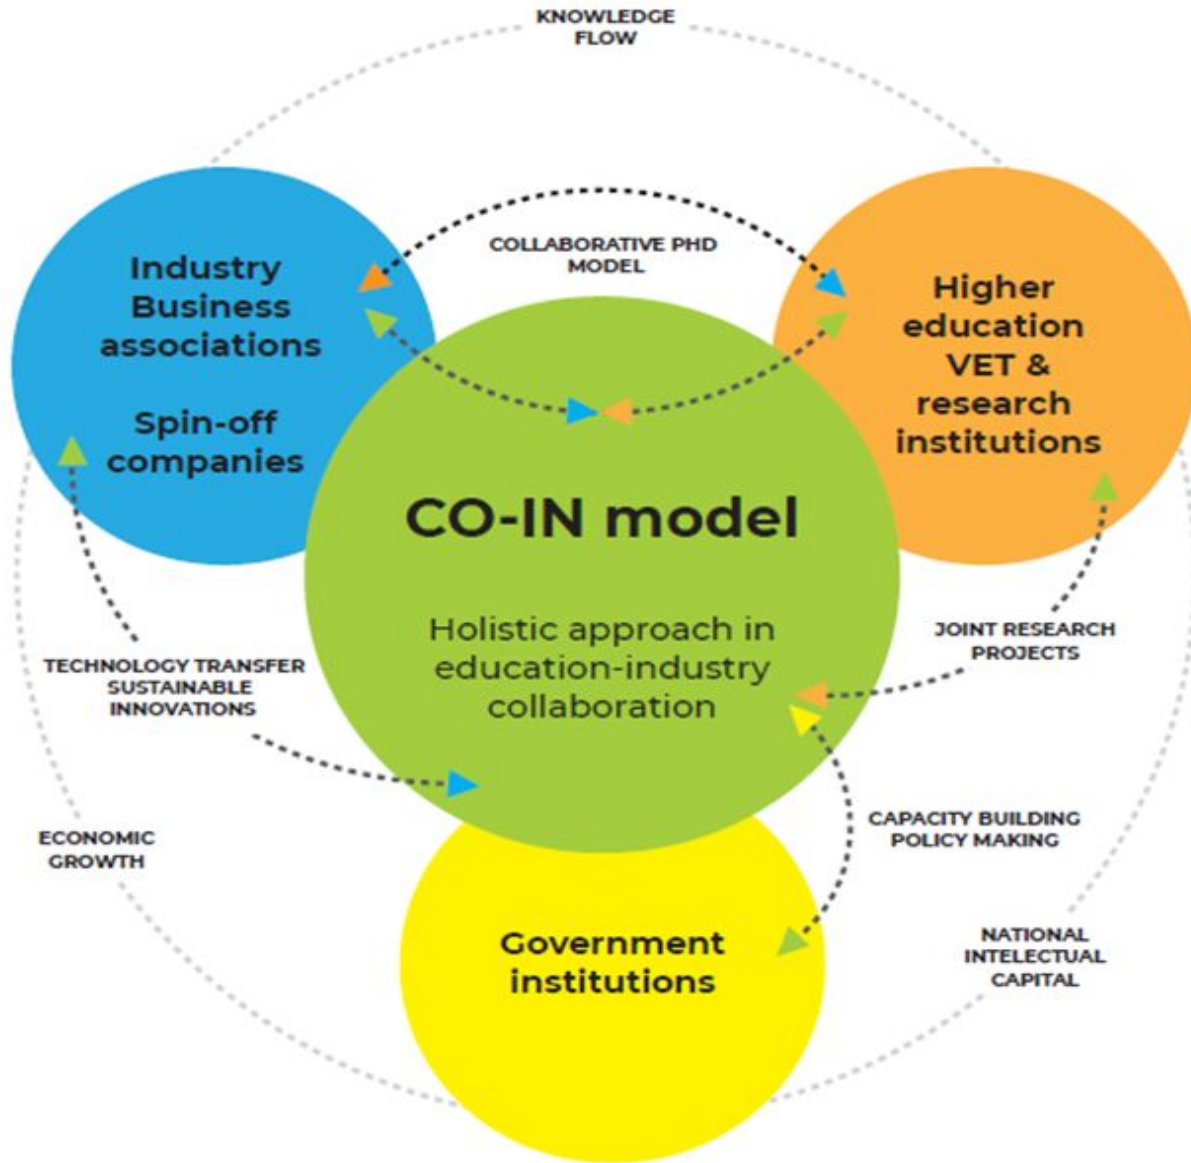 KNOWLEDGE
FLOW
COLLABORATIVE PHD
MODEL
Industry
Business
associations
Spin-off
companies
Higher
education
VET &
research
institutions
CO-IN model
Holistic approach in
education-industry
collaboration
TECHNOLOGY TRANSFER
SUSTAINABLE
INNOVATIONS
JOINT RESEARCH
PROJECTS
ECONOMIC
GROWTH
CAPACITY BUILDING
POLICY MAKING
Government
institutions
NATIONAL
INTELECTUAL
CAPITAL